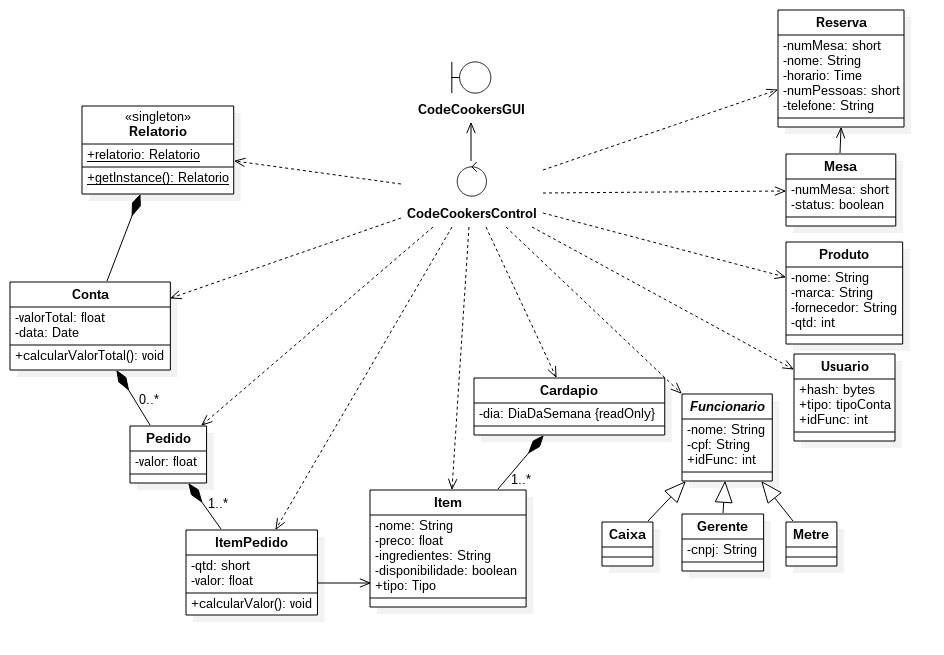 Reserva
-numMesa: short
-nome: String
-horario: Time
-numPessoas: short
-telefone: String
CodeCookersGUI
«singleton»
Relatorio
+relatorio: Relatorio
+getInstance(): Relatorio
Mesa
-numMesa: short
-status: boolean
CodeCookersControl
Produto
-nome: String
-marca: String
-fornecedor: String
-qtd: int
Conta
-valorTotal: float
-data: Date
+calcularValorTotal(): void
Usuario
+hash: bytes
+tipo: tipoConta
+idFunc: int
Cardapio
-dia: DiaDaSemana {readOnly}
Funcionario
-nome: String
-cpf: String
+idFunc: int
0..*
Pedido
-valor: float
1..*
1..*
Item
-nome: String
-preco: float
-ingredientes: String
-disponibilidade: boolean
+tipo: Tipo
ItemPedido
-qtd: short
-valor: float
+calcularValor(): void
Caixa
Gerente
-cnpj: String
Metre